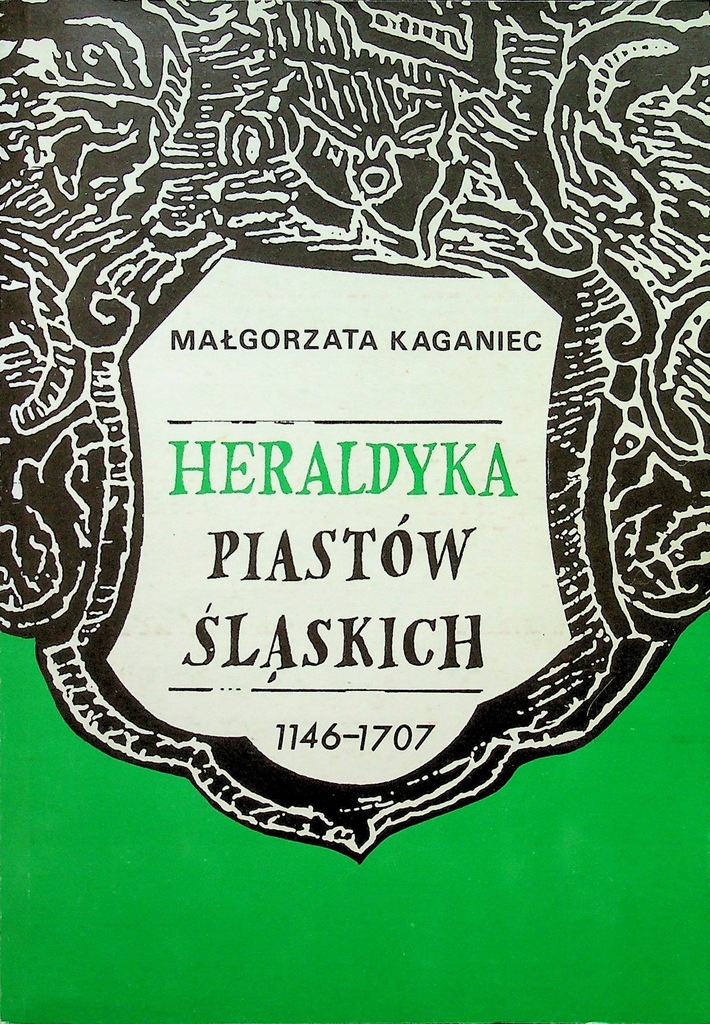 MAŁGORZATA KAGANIEC
HERALDYKA
PIASTÓW
ŚLĄSKICH
1146–1707